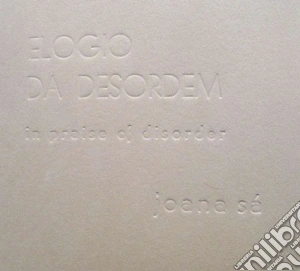 ELOGIO
DA DESORDEM
in praise of disorder
joana sá